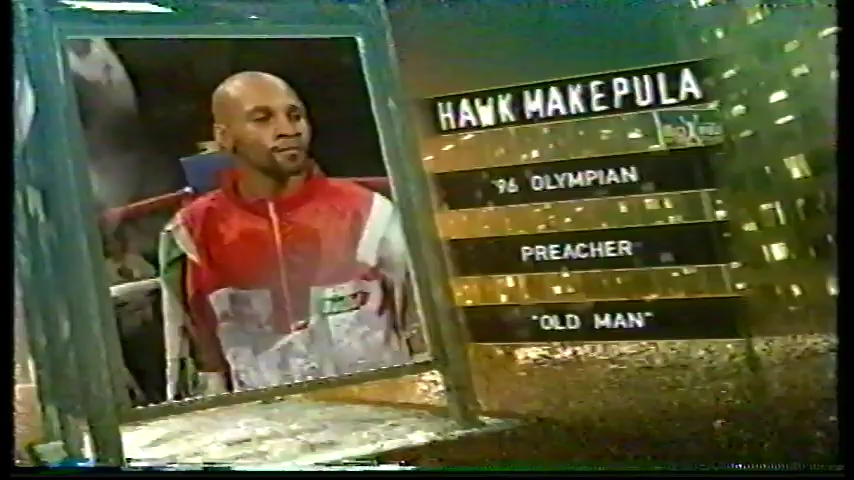 HAWK MAKEPULA
'96 OLYMPIAN
PREACHER
"OLD MAN"